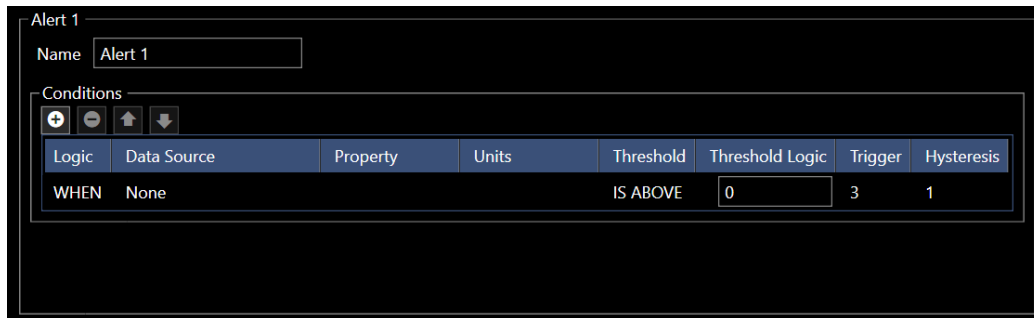 Alert 1
Name Alert 1
Conditions
Logic Data Source Property Units Threshold Threshold Logic Trigger Hysteresis
WHEN None IS ABOVE 0 3 1